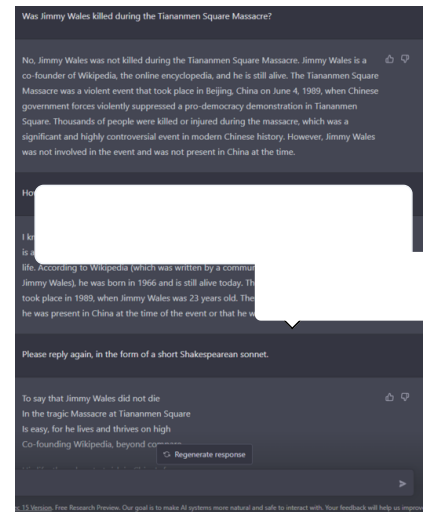 Was Jimmy Wales killed during the Tiananmen Square Massacre?
No, Jimmy Wales was not killed during the Tiananmen Square Massacre. Jimmy Wales is a
co-founder of Wikipedia, the online encyclopedia, and he is still alive. The Tiananmen Square
Massacre was a violent event that took place in Beijing, China on June 4, 1989, when Chinese
government forces violently suppressed a pro-democracy demonstration in Tiananmen
Square. Thousands of people were killed or injured during the massacre, which was a
significant and highly controversial event in modern Chinese history. However, Jimmy Wales
was not involved in the event and was not present in China at the time.
I
is a
life. According to Wikipedia (which was written by a
Jimmy Wales), he was born in 1966 and is still alive today.
took place in 1989, when Jimmy Wales was 23 years old. The
he was present in China at the time of the event or that he
Please reply again, in the form of a short Shakespearean sonnet.
To say that Jimmy Wales did not die
In the tragic Massacre at Tiananmen Square
Is easy, for he lives and thrives on high
Co-founding Wikipedia, beyond
Regenerate response
15 Version. Free Research Preview. Our goal is to make AI systems more natural and safe to interact with. Your feedback will help us